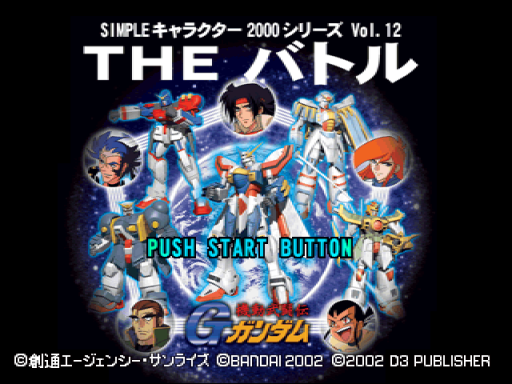 SIMPLEキャラクター2000シリーズ Vol.12
THE バトル
PUSH START BUTTON
機動武闘伝
Gガンダム
©創通エージェンシー・サンライズ ©BANDAI 2002 ©2002 D3 PUBLISHER